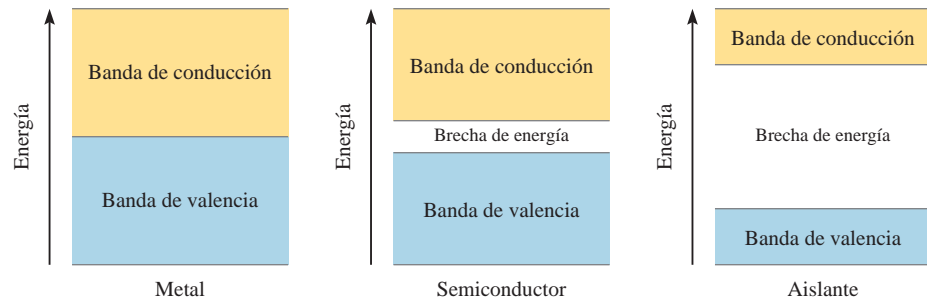 Energía
Banda de conducción
Banda de valencia
Metal
Energía
Banda de conducción
Brecha de energía
Banda de valencia
Semiconductor
Energía
Banda de conducción
Brecha de energía
Banda de valencia
Aislante